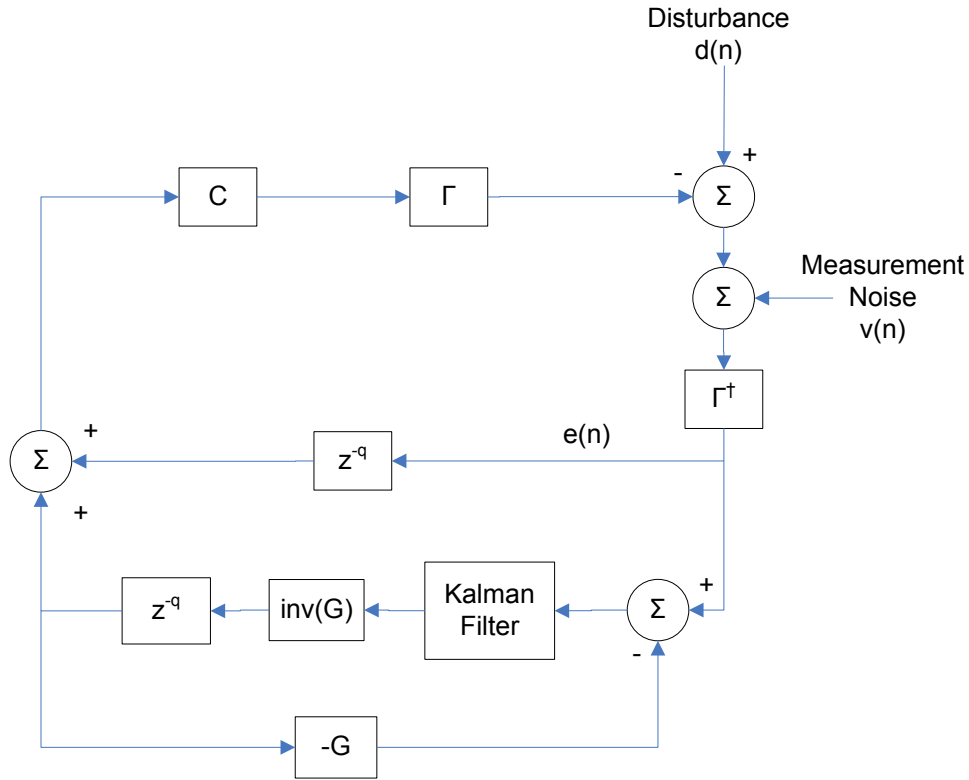 Disturbance
d(n)
+
-
C
Γ
Σ
Σ
Measurement
Noise
v(n)
Γ†
e(n)
+
Σ
z-q
+
z-q
inv(G)
Kalman
Filter
Σ
+
-
-G